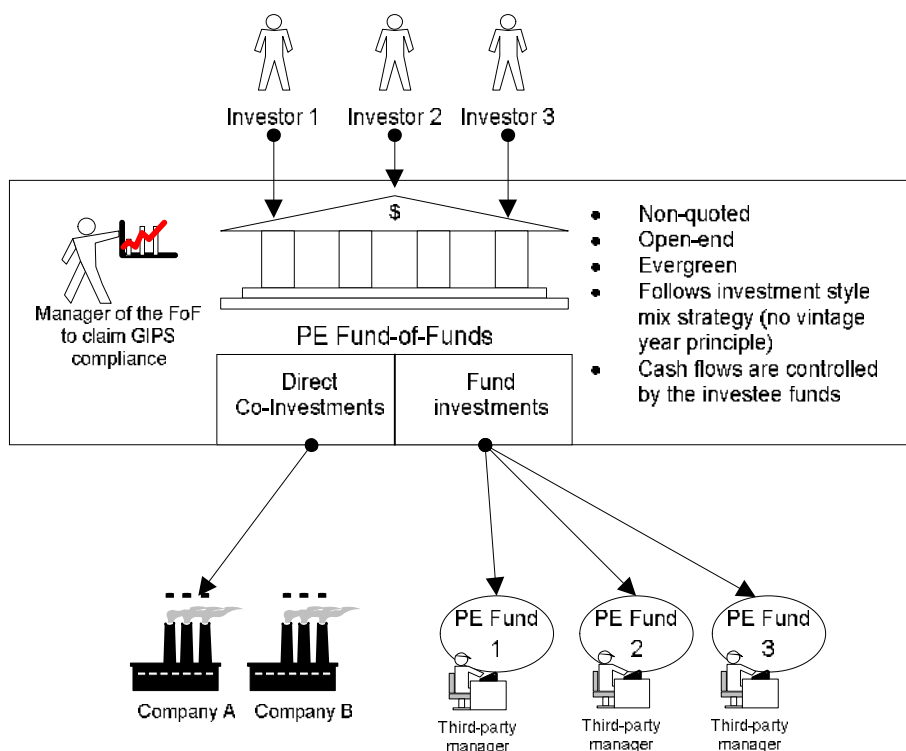 Investor 1
Investor 2
Investor 3
$
Manager of the FoF
to claim GIPS
compliance
PE Fund-of-Funds
Direct
Co-Investments
Fund
investments
• Non-quoted
• Open-end
• Evergreen
• Follows investment style
mix strategy (no vintage
year principle)
• Cash flows are controlled
by the investee funds
Company A
Company B
PE Fund
1
Third-party
manager
PE Fund
2
Third-party
manager
PE Fund
3
Third-party
manager